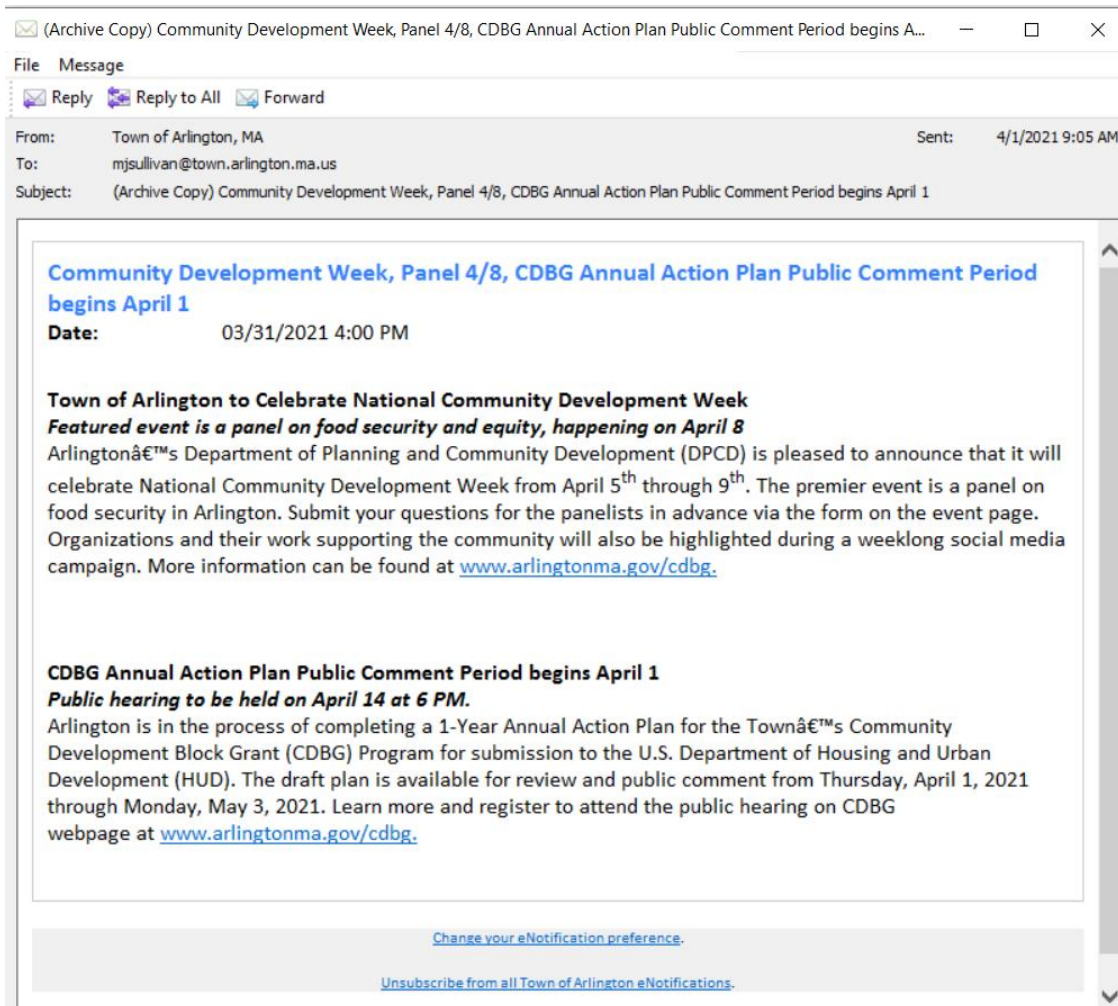 (Archive Copy) Community Development Week, Panel 4/8, CDBG Annual Action Plan Public Comment Period begins A...
File Message
Reply Reply to All Forward
From: Town of Arlington, MA Sent: 4/1/2021 9:05 AM
To: mjsullivan@town.arlington.ma.us
Subject: (Archive Copy) Community Development Week, Panel 4/8, CDBG Annual Action Plan Public Comment Period begins April 1
Community Development Week, Panel 4/8, CDBG Annual Action Plan Public Comment Period
begins April 1
Date: 03/31/2021 4:00 PM
Town of Arlington to Celebrate National Community Development Week
Featured event is a panel on food security and equity, happening on April 8
Arlingtonâ€™s Department of Planning and Community Development (DPCD) is pleased to announce that it will
celebrate National Community Development Week from April 5th through 9th. The premier event is a panel on
food security in Arlington. Submit your questions for the panelists in advance via the form on the event page.
Organizations and their work supporting the community will also be highlighted during a weeklong social media
campaign. More information can be found at www.arlingtonma.gov/cdbg.
CDBG Annual Action Plan Public Comment Period begins April 1
Public hearing to be held on April 14 at 6 PM.
Arlington is in the process of completing a 1-Year Annual Action Plan for the Townâ€™s Community
Development Block Grant (CDBG) Program for submission to the U.S. Department of Housing and Urban
Development (HUD). The draft plan is available for review and public comment from Thursday, April 1, 2021
through Monday, May 3, 2021. Learn more and register to attend the public hearing on CDBG
webpage at www.arlingtonma.gov/cdbg.
Change your eNotification preference.
Unsubscribe from all Town of Arlington eNotifications.